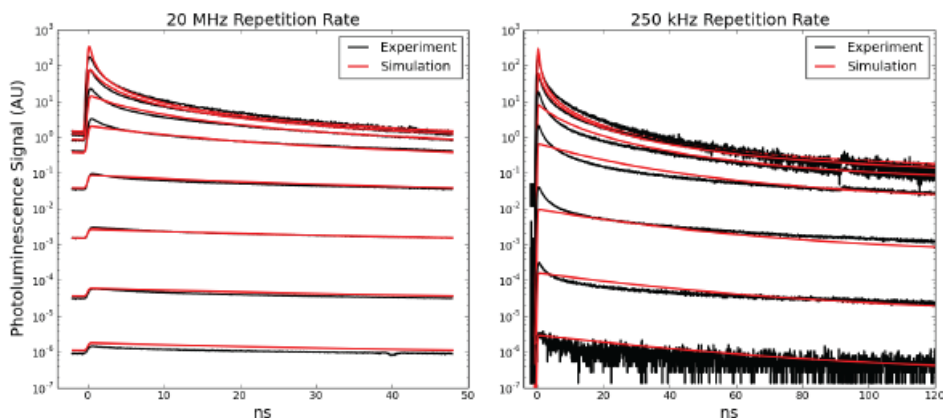 20 MHz Repetition Rate
250 kHz Repetition Rate
Photoluminescence Signal (AU)
10³
10²
10¹
10⁰
10⁻¹
10⁻²
10⁻³
10⁻⁴
10⁻⁵
10⁻⁶
10⁻⁷
Experiment
Simulation
0 10 20 30 40 50
ns
10³
10²
10¹
10⁰
10⁻¹
10⁻²
10⁻³
10⁻⁴
10⁻⁵
10⁻⁶
10⁻⁷
Experiment
Simulation
0 20 40 60 80 100 120
ns